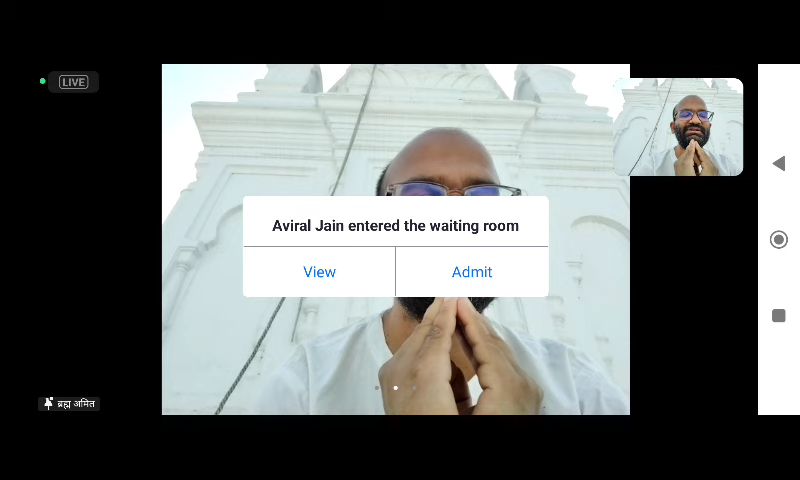 LIVE
Aviral Jain entered the waiting room
View Admit
ब्रह्म अमित